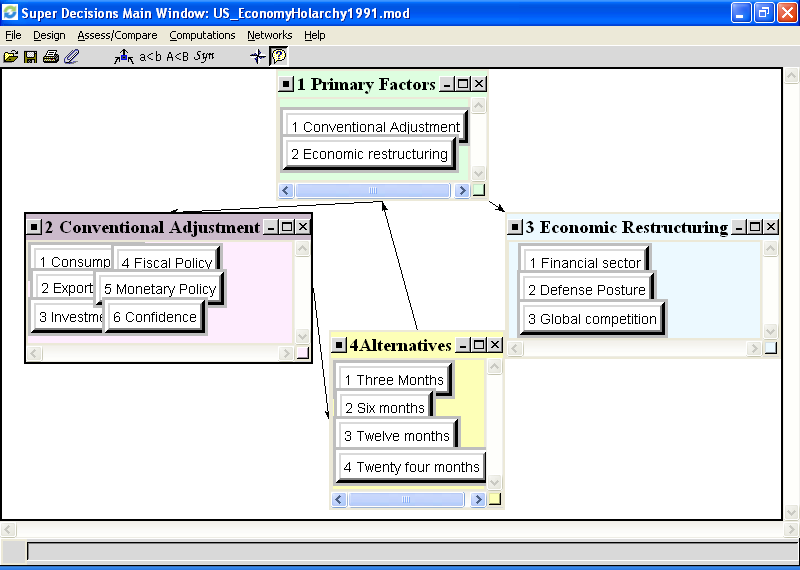 Super Decisions Main Window: US_EconomyHolarchy1991.mod
File Design Assess/Compare Computations Networks Help
a<b A<B Syn
1 Primary Factors
1 Conventional Adjustment
2 Economic restructuring
2 Conventional Adjustment
1 Consump
4 Fiscal Policy
2 Export
5 Monetary Policy
3 Investme
6 Confidence
3 Economic Restructuring
1 Financial sector
2 Defense Posture
3 Global competition
4Alternatives
1 Three Months
2 Six months
3 Twelve months
4 Twenty four months